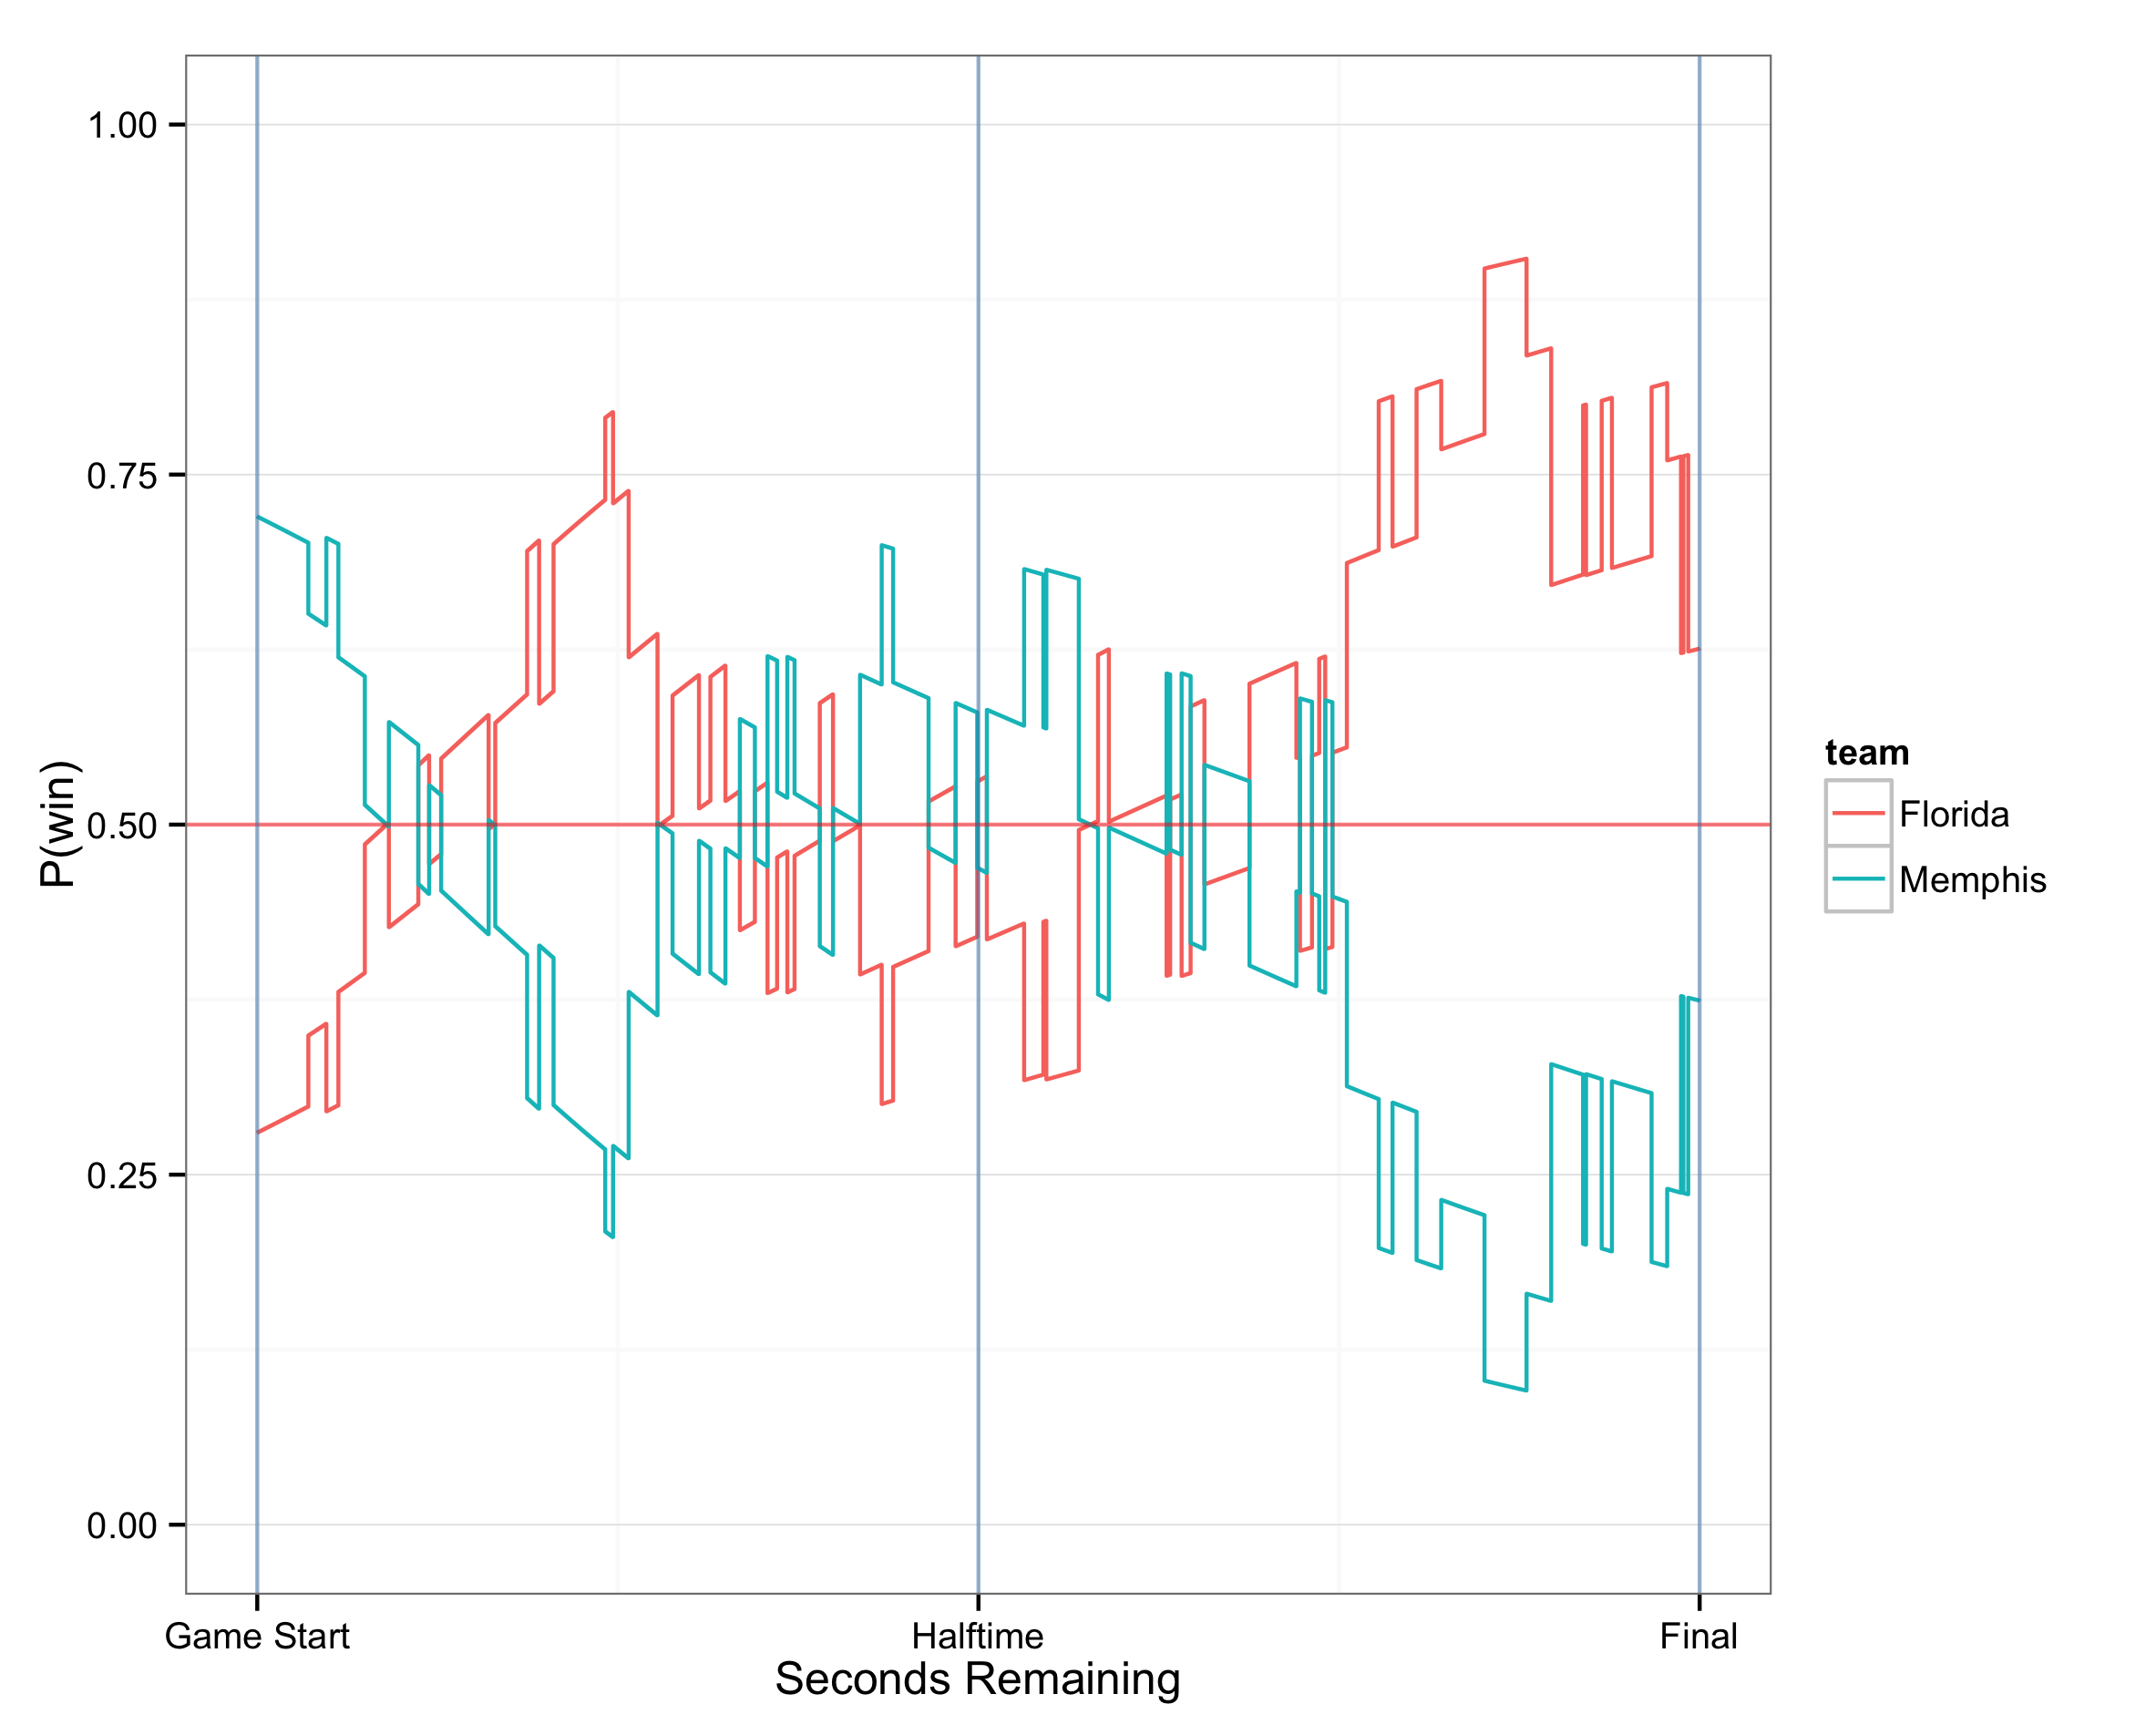 1.00
0.75
0.50
0.25
0.00
P(win)
Game Start
Halftime
Final
Seconds Remaining
team
Florida
Memphis